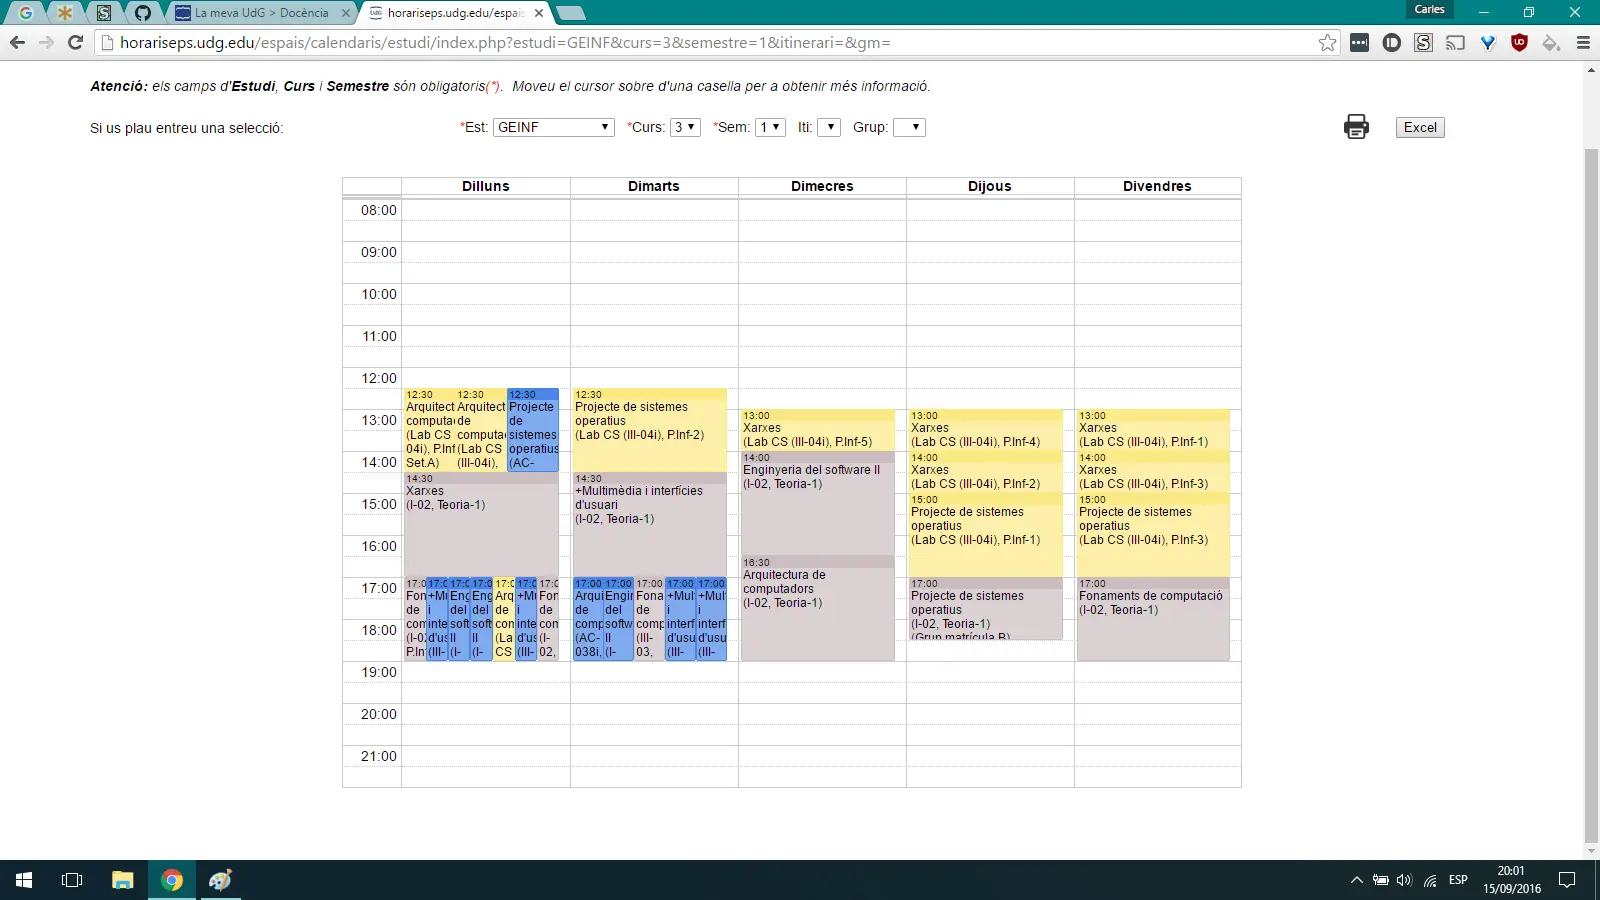 La meva UdG > Docència
horariseps.udg.edu/espais
Carles
horariseps.udg.edu/espais/calendaris/estudi/index.php?estudi=GEINF&curs=3&semestre=1&itinerari=&gm=
Atenció: els camps d'Estudi, Curs i Semestre són obligatoris(*). Moveu el cursor sobre d'una casella per a obtenir més informació.
Si us plau entreu una selecció:
*Est: GEINF *Curs: 3 *Sem: 1 Iti: Grup:
Excel
Dilluns Dimarts Dimecres Dijous Divendres
08:00
09:00
10:00
11:00
12:00
13:00
14:00
15:00
16:00
17:00
18:00
19:00
20:00
21:00
12:30
Arquitect
computa
(Lab CS
04i), P.Inf
Set.A)
12:30
Arquitect
de
computa
(Lab CS
(III-04i),
12:30
Projecte
de
sistemes
operatius
(AC-
14:30
Xarxes
(I-02, Teoria-1)
17:0
Fon
de
com
(I-02
P.In
17:0
+Mu
i
inte
d'us
(III-
Eng
del
soft
II
(I-
17:0
Eng
del
soft
II
(I-
17:0
Arq
de
con
(La
CS
17:0
+Mu
i
inte
d'us
(III-
17:0
Fon
de
com
(I-
02,
12:30
Projecte de sistemes
operatius
(Lab CS (III-04i), P.Inf-2)
14:30
+Multimèdia i interfícies
d'usuari
(I-02, Teoria-1)
17:00
Arqui
de
comp
(AC-
038i,
17:00
Engir
del
softw
II
(I-
17:00
Fona
de
comp
(III-
03,
17:00
+Mul
i
interf
d'usu
(III-
17:00
+Mul
i
interf
d'usu
(III-
13:00
Xarxes
(Lab CS (III-04i), P.Inf-5)
14:00
Enginyeria del software II
(I-02, Teoria-1)
16:30
Arquitectura de
computadors
(I-02, Teoria-1)
13:00
Xarxes
(Lab CS (III-04i), P.Inf-4)
14:00
Xarxes
(Lab CS (III-04i), P.Inf-2)
15:00
Projecte de sistemes
operatius
(Lab CS (III-04i), P.Inf-1)
17:00
Projecte de sistemes
operatius
(I-02, Teoria-1)
(Grup matrícula B)
13:00
Xarxes
(Lab CS (III-04i), P.Inf-1)
14:00
Xarxes
(Lab CS (III-04i), P.Inf-3)
15:00
Projecte de sistemes
operatius
(Lab CS (III-04i), P.Inf-3)
17:00
Fonaments de computació
(I-02, Teoria-1)
ESP
20:01
15/09/2016